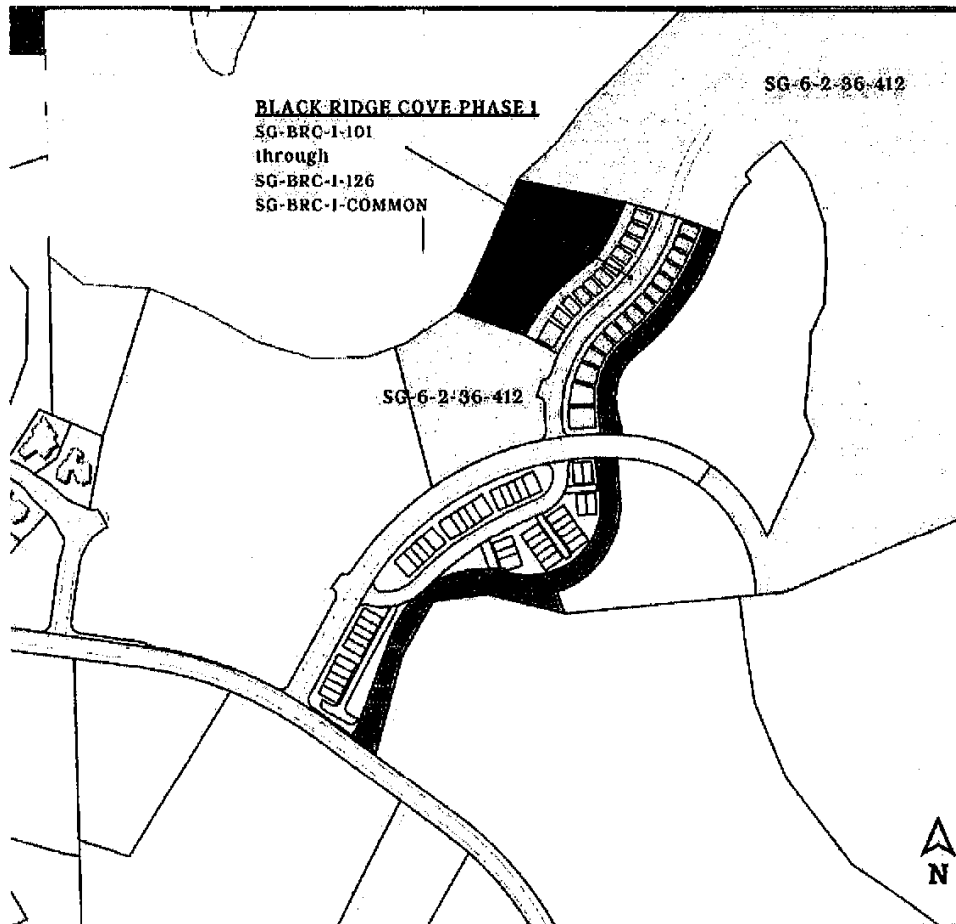 SG-6-2-36-412
BLACK RIDGE COVE PHASE 1
SG-BRC-1-101
through
SG-BRC-1-126
SG-BRC-1-COMMON
SG-6-2-36-412
N